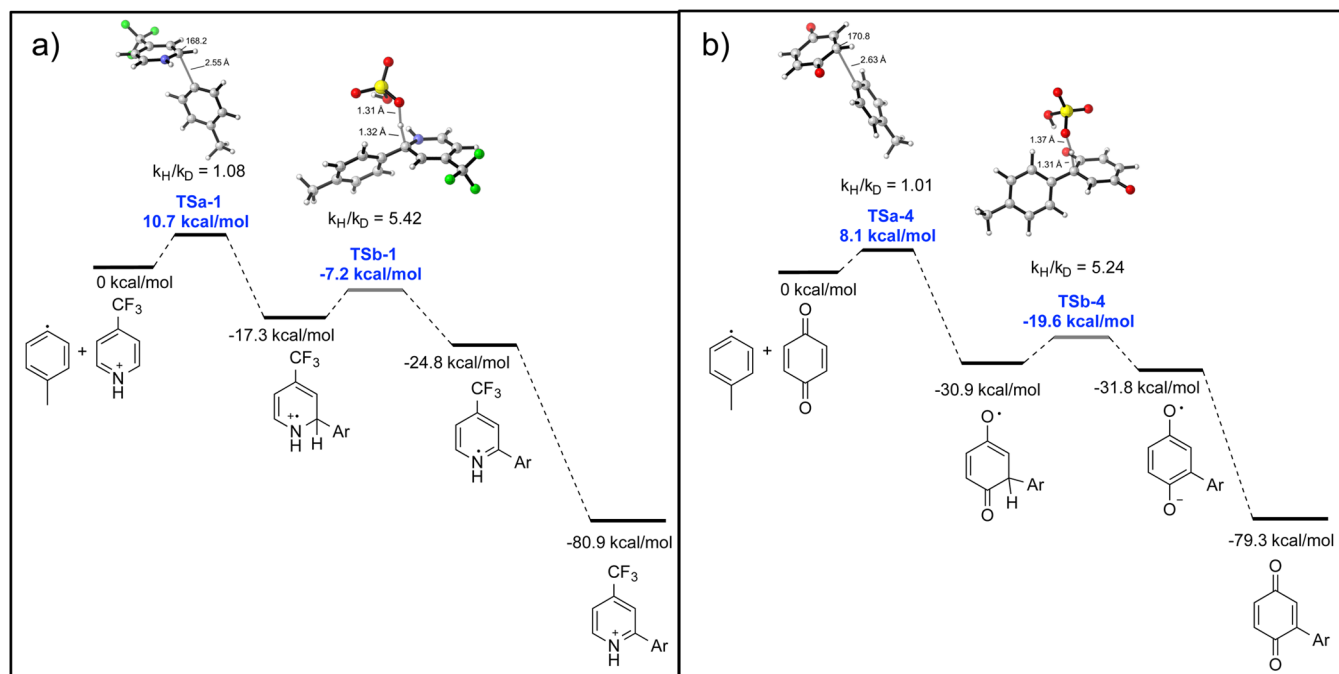 a)
168.2
2.55 Å
kH/kD = 1.08
TSa-1
10.7 kcal/mol
1.31 Å
1.32 Å
kH/kD = 5.42
TSb-1
-7.2 kcal/mol
0 kcal/mol
CF3
+
+
N
H
-17.3 kcal/mol
CF3
+•
N
H
H
Ar
-24.8 kcal/mol
CF3
N
H
Ar
-80.9 kcal/mol
CF3
+
N
H
Ar
b)
170.8
2.63 Å
kH/kD = 1.01
TSa-4
8.1 kcal/mol
1.37 Å
1.31 Å
kH/kD = 5.24
TSb-4
-19.6 kcal/mol
0 kcal/mol
O
+
O
-30.9 kcal/mol
O•
Ar
H
O
-31.8 kcal/mol
O•
Ar
O−
-79.3 kcal/mol
O
Ar
O